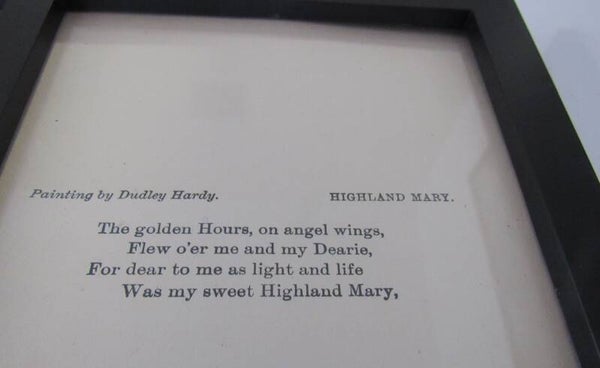 Painting by Dudley Hardy. HIGHLAND MARY.
The golden Hours, on angel wings,
Flew o'er me and my Dearie,
For dear to me as light and life
Was my sweet Highland Mary,